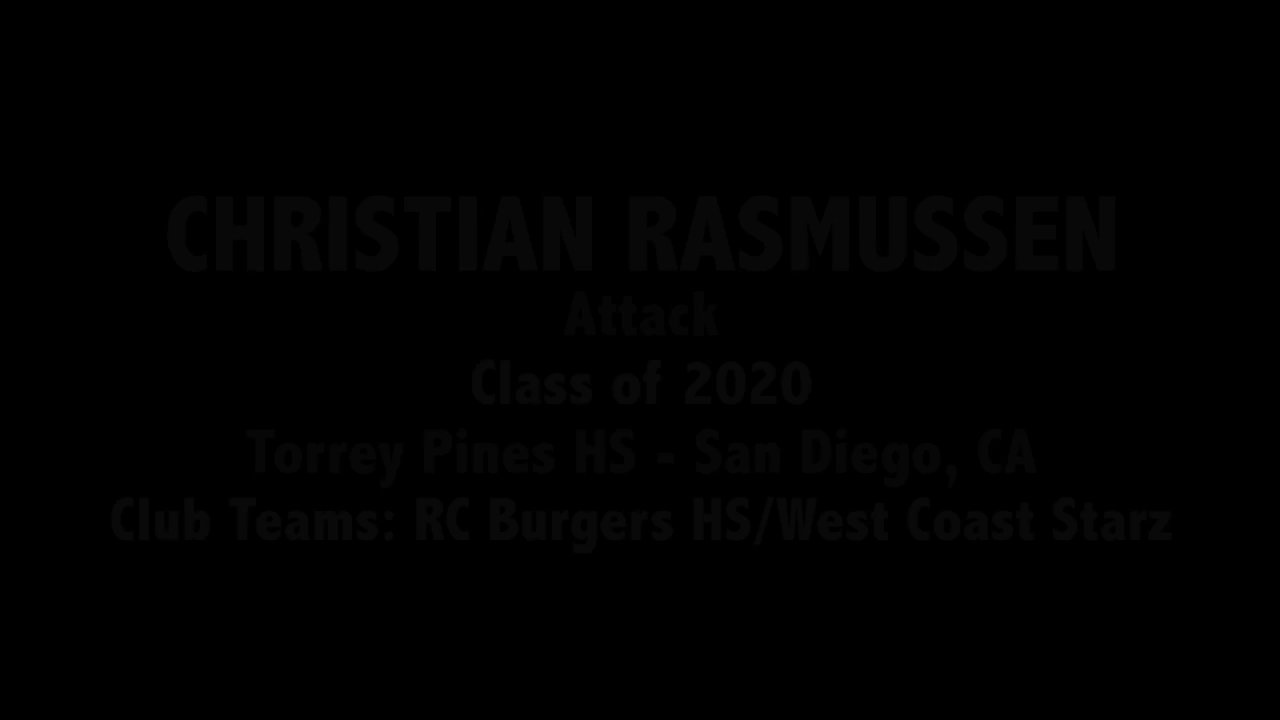 CHRISTIAN RASMUSSEN
Attack
Class of 2020
Torrey Pines HS - San Diego, CA
Club Teams: RC Burgers HS/West Coast Starz